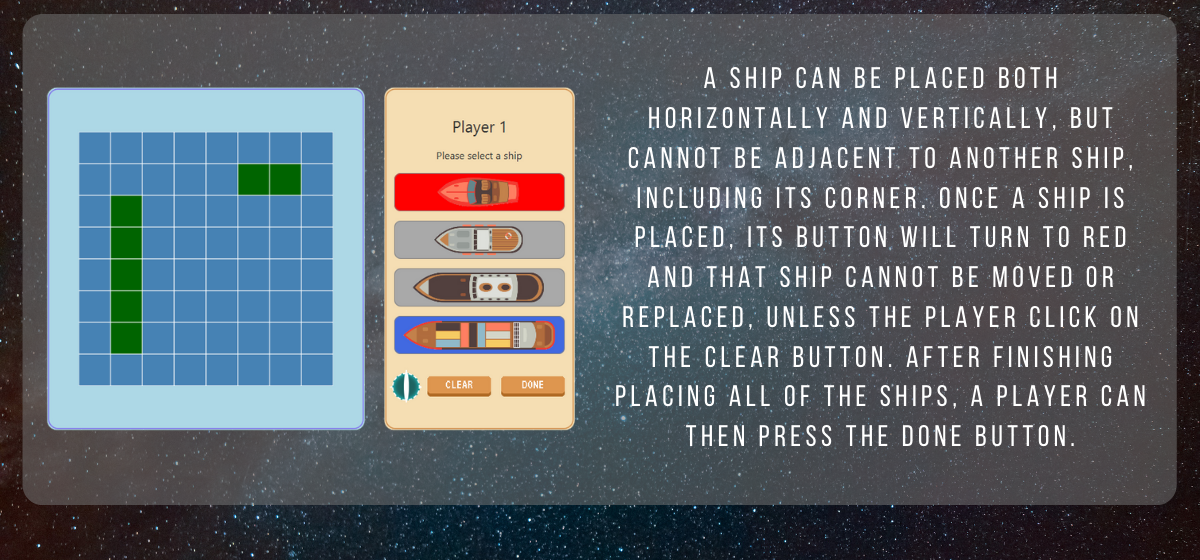 Player 1
Please select a ship
CLEAR
DONE
A SHIP CAN BE PLACED BOTH
HORIZONTALLY AND VERTICALLY, BUT
CANNOT BE ADJACENT TO ANOTHER SHIP,
INCLUDING ITS CORNER. ONCE A SHIP IS
PLACED, ITS BUTTON WILL TURN TO RED
AND THAT SHIP CANNOT BE MOVED OR
REPLACED, UNLESS THE PLAYER CLICK ON
THE CLEAR BUTTON. AFTER FINISHING
PLACING ALL OF THE SHIPS, A PLAYER CAN
THEN PRESS THE DONE BUTTON.